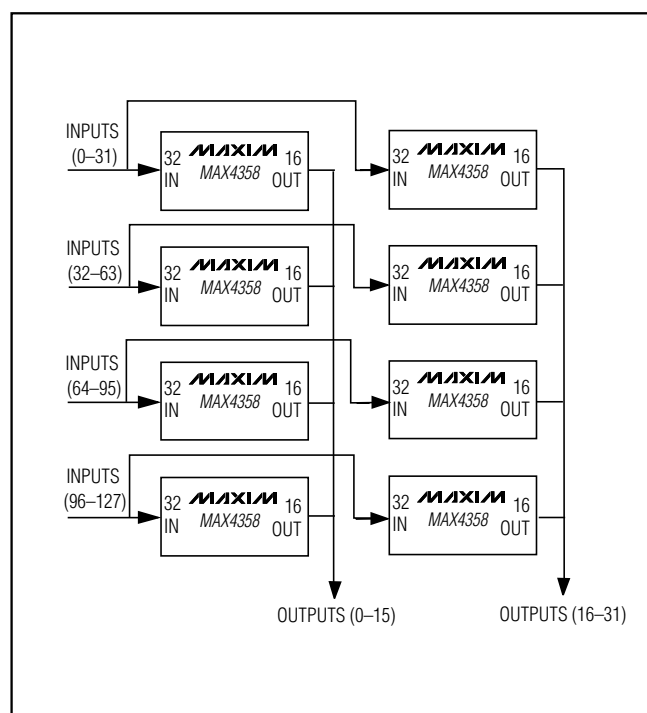 INPUTS
(0–31)
32
IN
MAXIM
MAX4358
16
OUT
32
IN
MAXIM
MAX4358
16
OUT
INPUTS
(32–63)
32
IN
MAXIM
MAX4358
16
OUT
32
IN
MAXIM
MAX4358
16
OUT
INPUTS
(64–95)
32
IN
MAXIM
MAX4358
16
OUT
32
IN
MAXIM
MAX4358
16
OUT
INPUTS
(96–127)
32
IN
MAXIM
MAX4358
16
OUT
32
IN
MAXIM
MAX4358
16
OUT
OUTPUTS (0–15)
OUTPUTS (16–31)